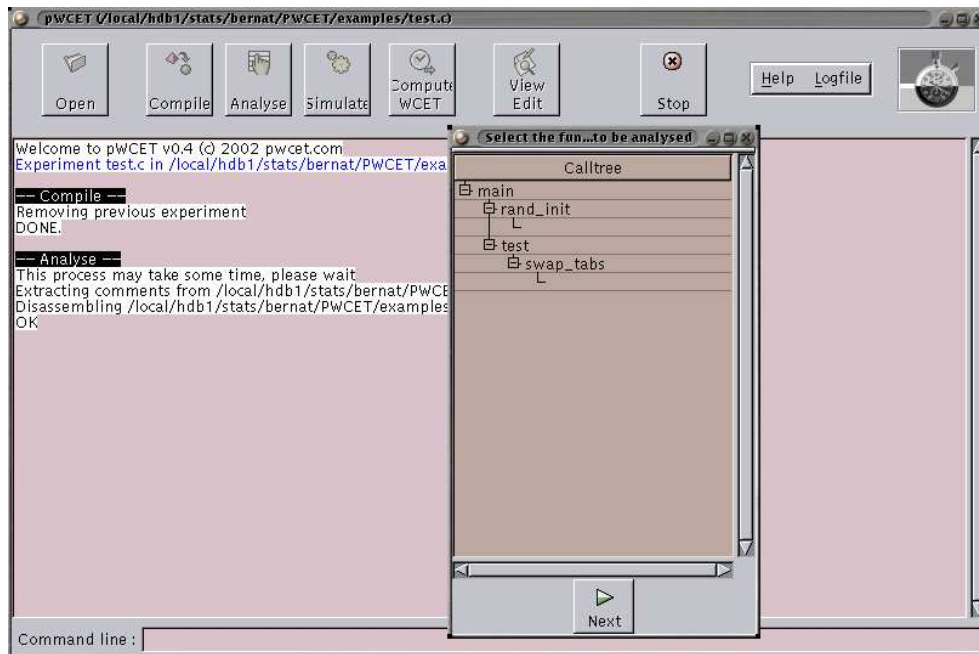 pWCET (/local/hdb1/stats/bernat/PWCET/examples/test.c)
Open
Compile
Analyse
Simulate
Compute
WCET
View
Edit
Stop
Help Logfile
Welcome to pWCET v0.4 (c) 2002 pwcet.com
Experiment test.c in /local/hdb1/stats/bernat/PWCET/exa
-- Compile --
Removing previous experiment
DONE.
-- Analyse --
This process may take some time, please wait
Extracting comments from /local/hdb1/stats/bernat/PWCE
Disassembling /local/hdb1/stats/bernat/PWCET/examples
OK
Select the fun...to be analysed
Calltree
main
rand_init
test
swap_tabs
Next
Command line :